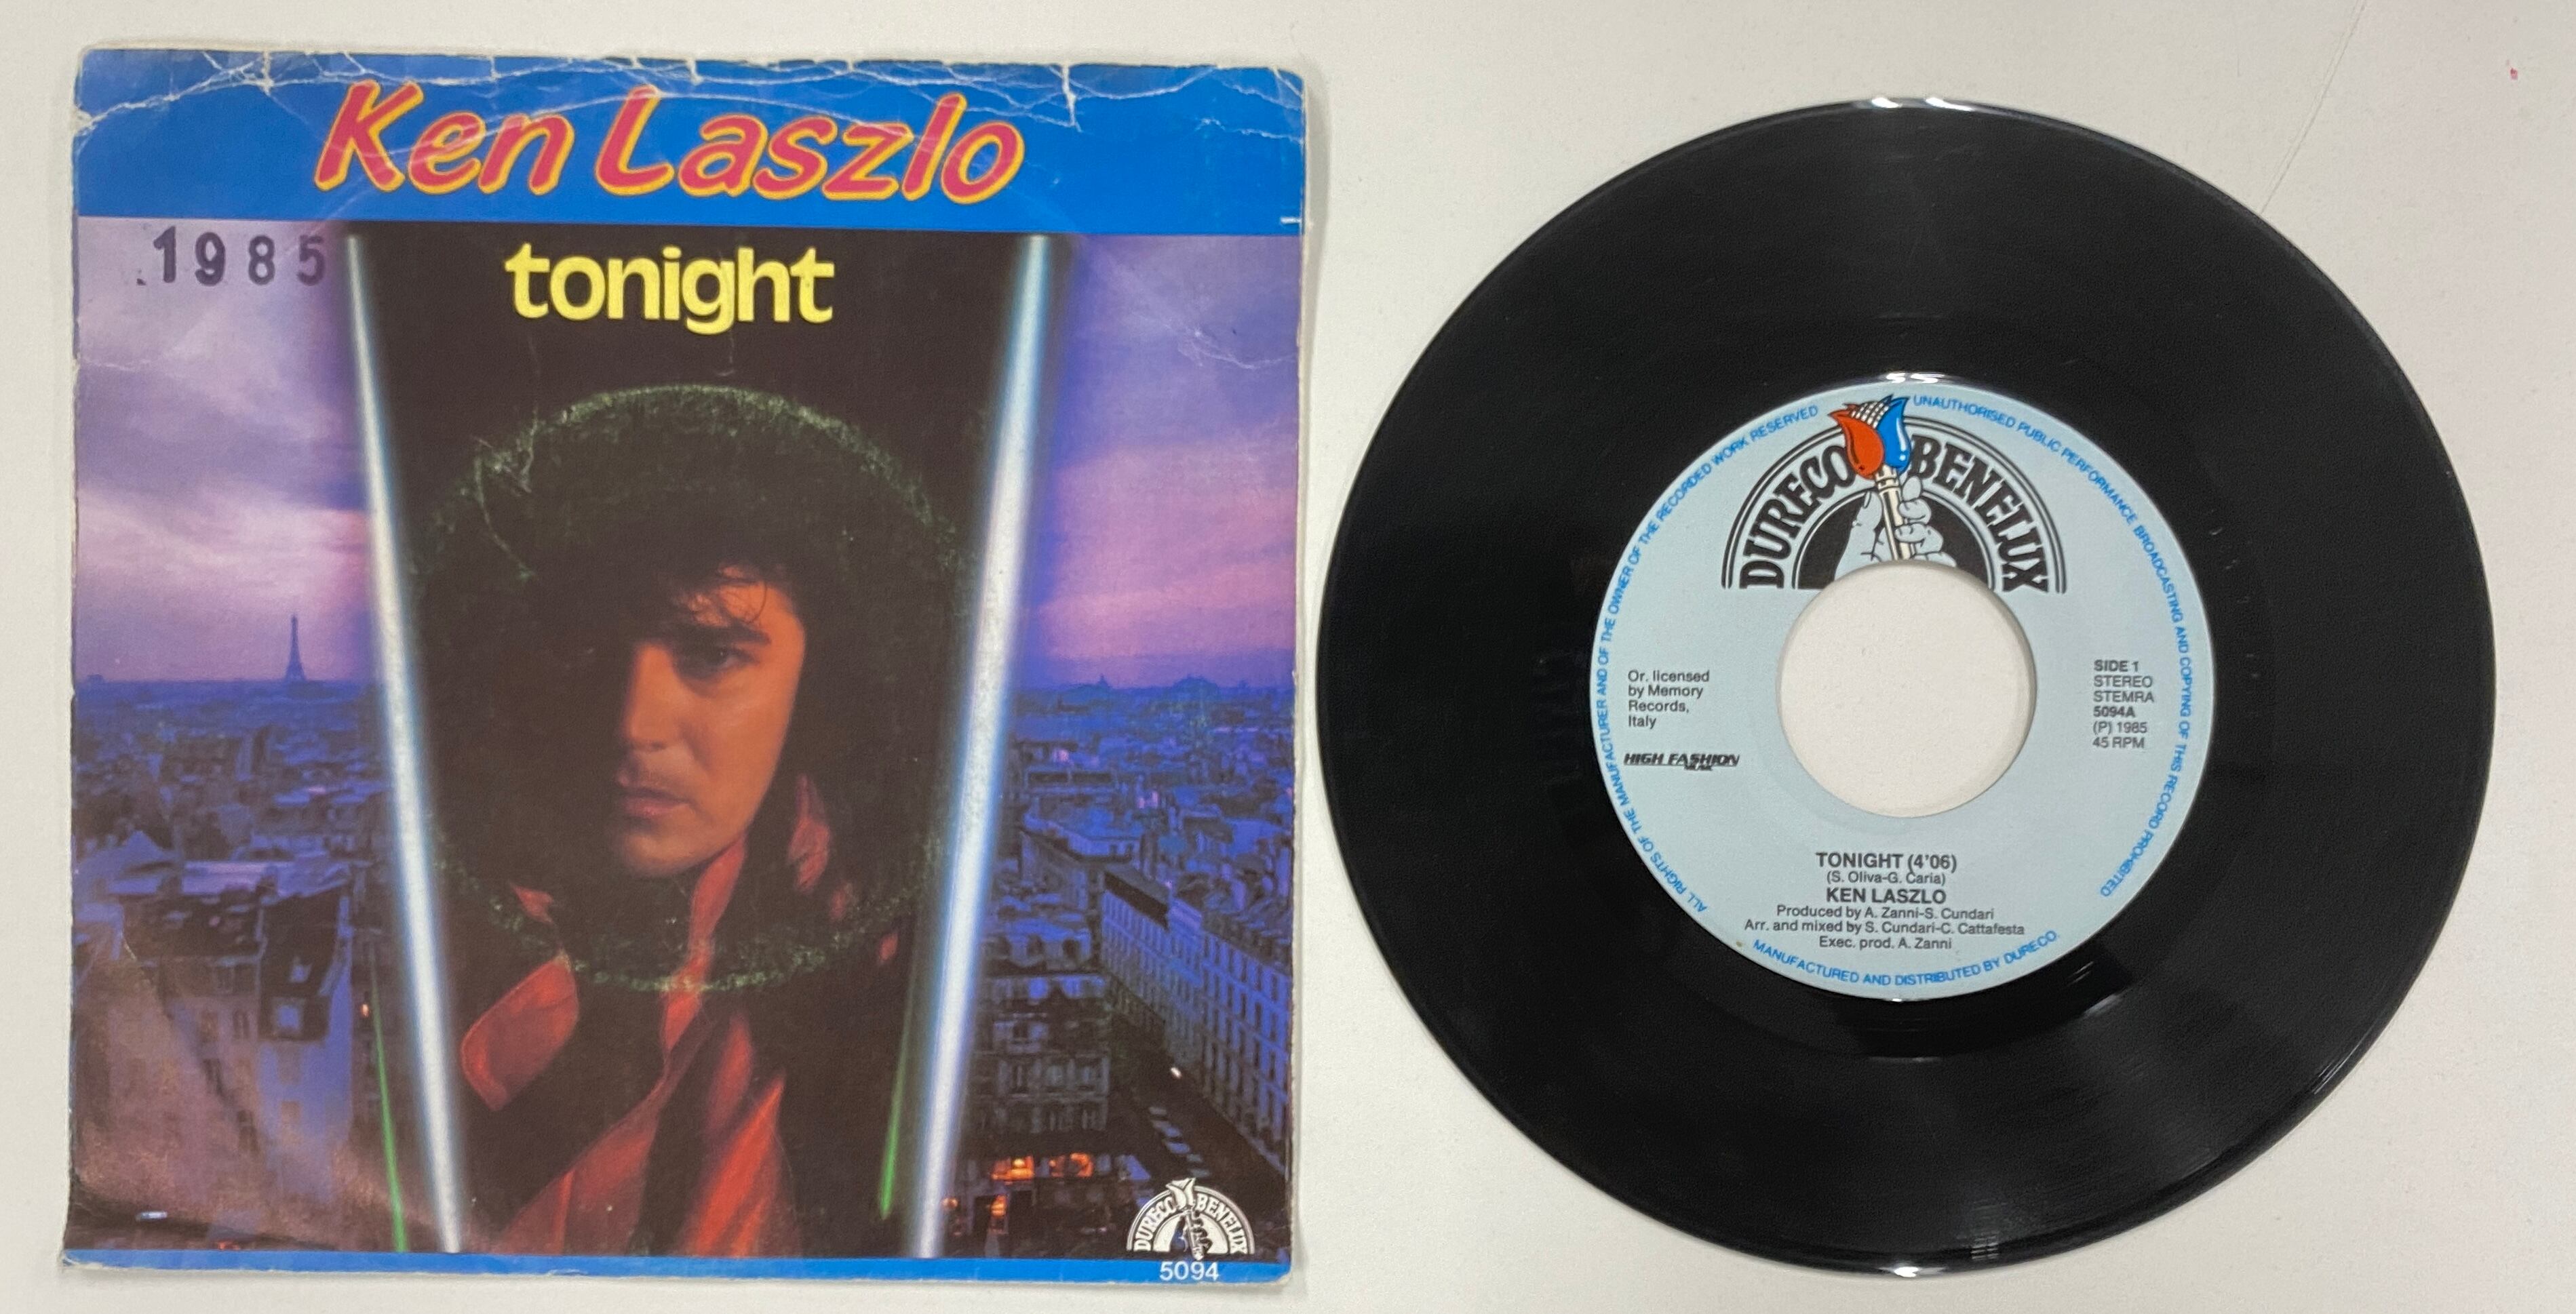 Ken Laszlo
1985
tonight
DURECO BENELUX
5094
ALL RIGHTS OF THE MANUFACTURER AND OF THE OWNER OF THE RECORDED WORK RESERVED
UNAUTHORISED PUBLIC PERFORMANCE BROADCASTING AND COPYING OF THIS RECORD PROHIBITED
DURECO BENELUX
Or. licensed
by Memory
Records,
Italy
HIGH FASHION
MUSIC
SIDE 1
STEREO
STEMRA
5094A
(P) 1985
45 RPM
TONIGHT (4'06)
(S. Oliva-G. Caria)
KEN LASZLO
Produced by A. Zanni-S. Cundari
Arr. and mixed by S. Cundari-C. Cattafesta
Exec. prod. A. Zanni
MANUFACTURED AND DISTRIBUTED BY DURECO.